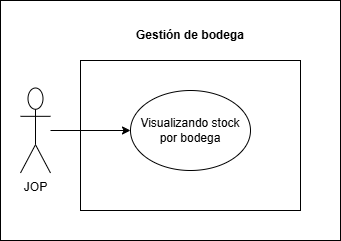 Gestión de bodega
Visualizando stock
por bodega
JOP